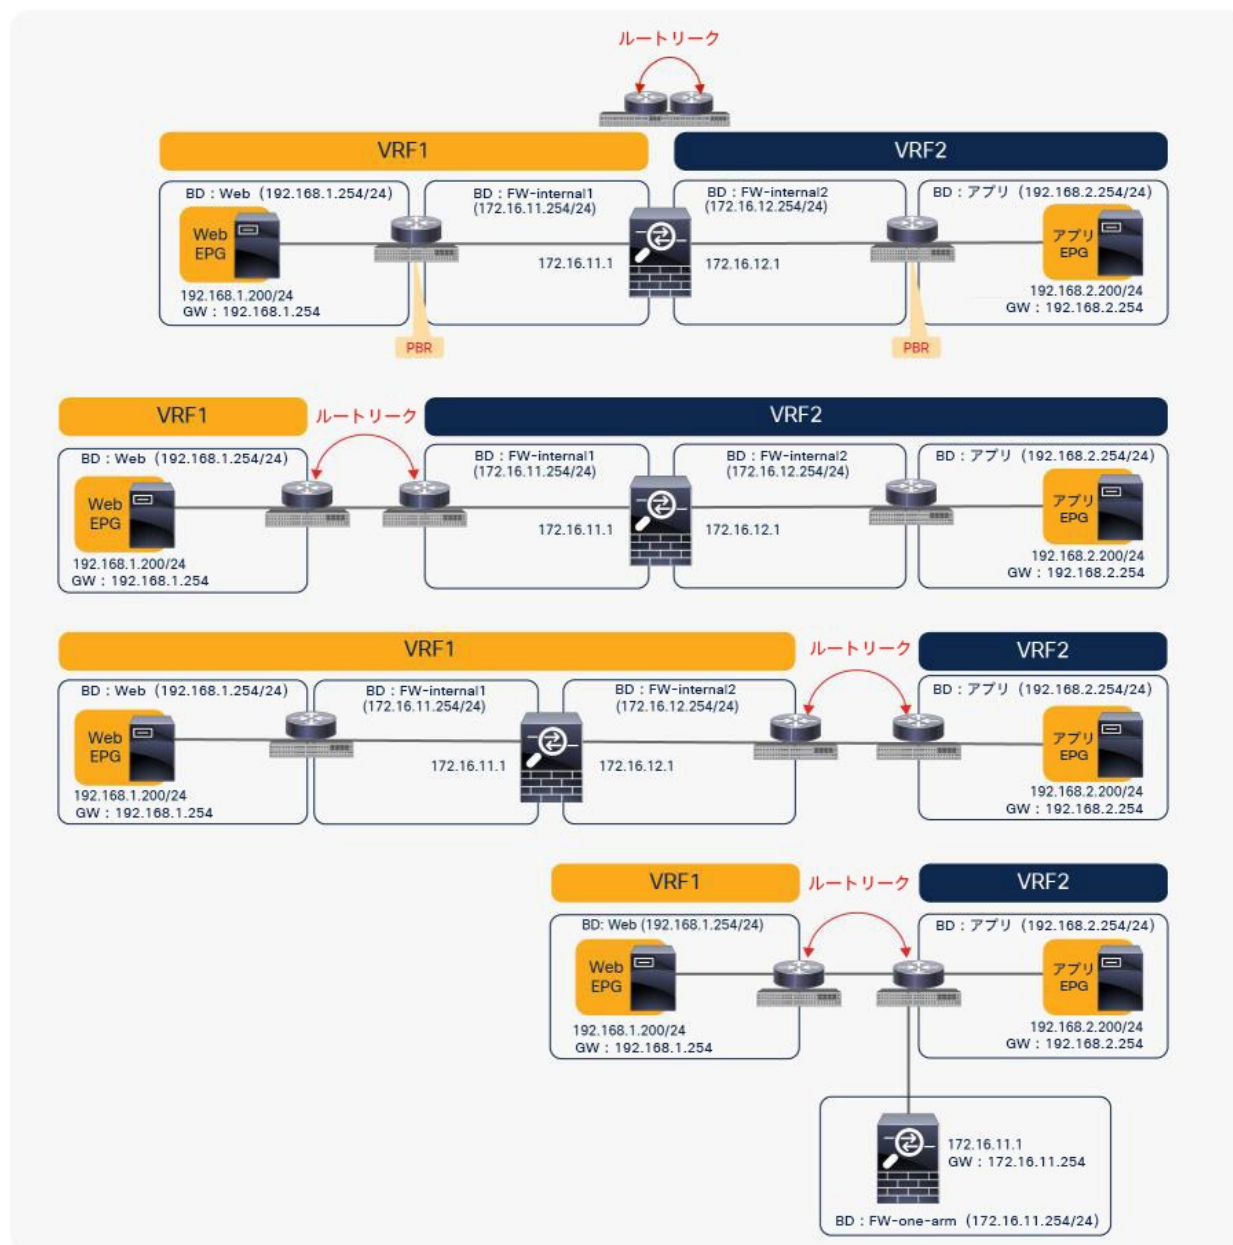 ルートリーク
VRF1
VRF2
BD：Web（192.168.1.254/24）
BD：FW-internal1
(172.16.11.254/24)
BD：FW-internal2
(172.16.12.254/24)
BD：アプリ（192.168.2.254/24）
Web
EPG
172.16.11.1
172.16.12.1
アプリ
EPG
192.168.1.200/24
GW：192.168.1.254
192.168.2.200/24
GW：192.168.2.254
PBR
PBR
VRF1
ルートリーク
VRF2
BD：Web（192.168.1.254/24）
BD：FW-internal1
(172.16.11.254/24)
BD：FW-internal2
(172.16.12.254/24)
BD：アプリ（192.168.2.254/24）
Web
EPG
172.16.11.1
172.16.12.1
アプリ
EPG
192.168.1.200/24
GW：192.168.1.254
192.168.2.200/24
GW：192.168.2.254
VRF1
ルートリーク
VRF2
BD：Web（192.168.1.254/24）
BD：FW-internal1
(172.16.11.254/24)
BD：FW-internal2
(172.16.12.254/24)
BD：アプリ（192.168.2.254/24）
Web
EPG
172.16.11.1
172.16.12.1
アプリ
EPG
192.168.1.200/24
GW：192.168.1.254
192.168.2.200/24
GW：192.168.2.254
VRF1
ルートリーク
VRF2
BD: Web (192.168.1.254/24)
BD：アプリ（192.168.2.254/24）
Web
EPG
アプリ
EPG
192.168.1.200/24
GW：192.168.1.254
192.168.2.200/24
GW：192.168.2.254
172.16.11.1
GW：172.16.11.254
BD：FW-one-arm（172.16.11.254/24）